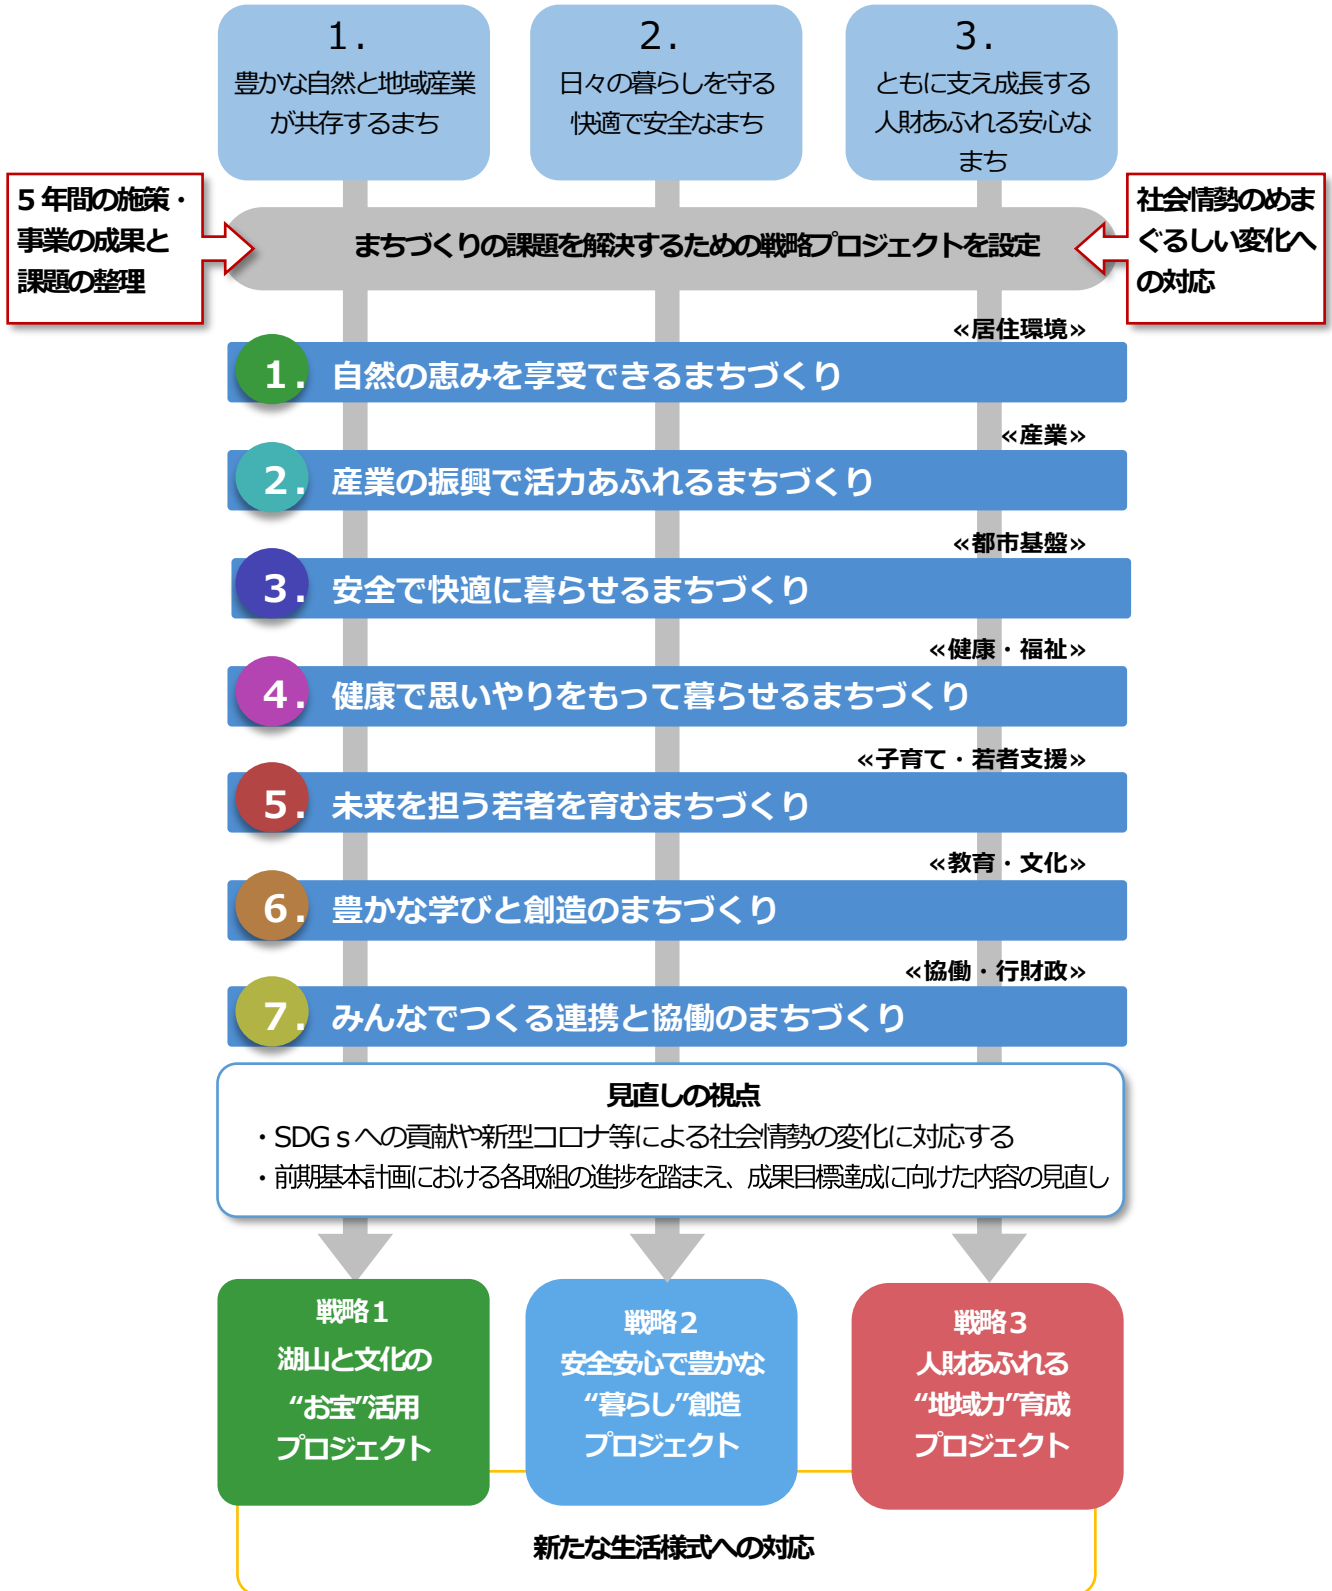 1.
豊かな自然と地域産業
が共存するまち
2.
日々の暮らしを守る
快適で安全なまち
3.
ともに支え成長する
人財あふれる安心な
まち
5年間の施策・
事業の成果と
課題の整理
まちづくりの課題を解決するための戦略プロジェクトを設定
社会情勢のめま
ぐるしい変化へ
の対応
«居住環境»
1. 自然の恵みを享受できるまちづくり
«産業»
2. 産業の振興で活力あふれるまちづくり
«都市基盤»
3. 安全で快適に暮らせるまちづくり
«健康・福祉»
4. 健康で思いやりをもって暮らせるまちづくり
«子育て・若者支援»
5. 未来を担う若者を育むまちづくり
«教育・文化»
6. 豊かな学びと創造のまちづくり
«協働・行財政»
7. みんなでつくる連携と協働のまちづくり
見直しの視点
・SDGsへの貢献や新型コロナ等による社会情勢の変化に対応する
・前期基本計画における各取組の進捗を踏まえ、成果目標達成に向けた内容の見直し
戦略1
湖山と文化の
“お宝”活用
プロジェクト
戦略2
安全安心で豊かな
“暮らし”創造
プロジェクト
戦略3
人財あふれる
“地域力”育成
プロジェクト
新たな生活様式への対応